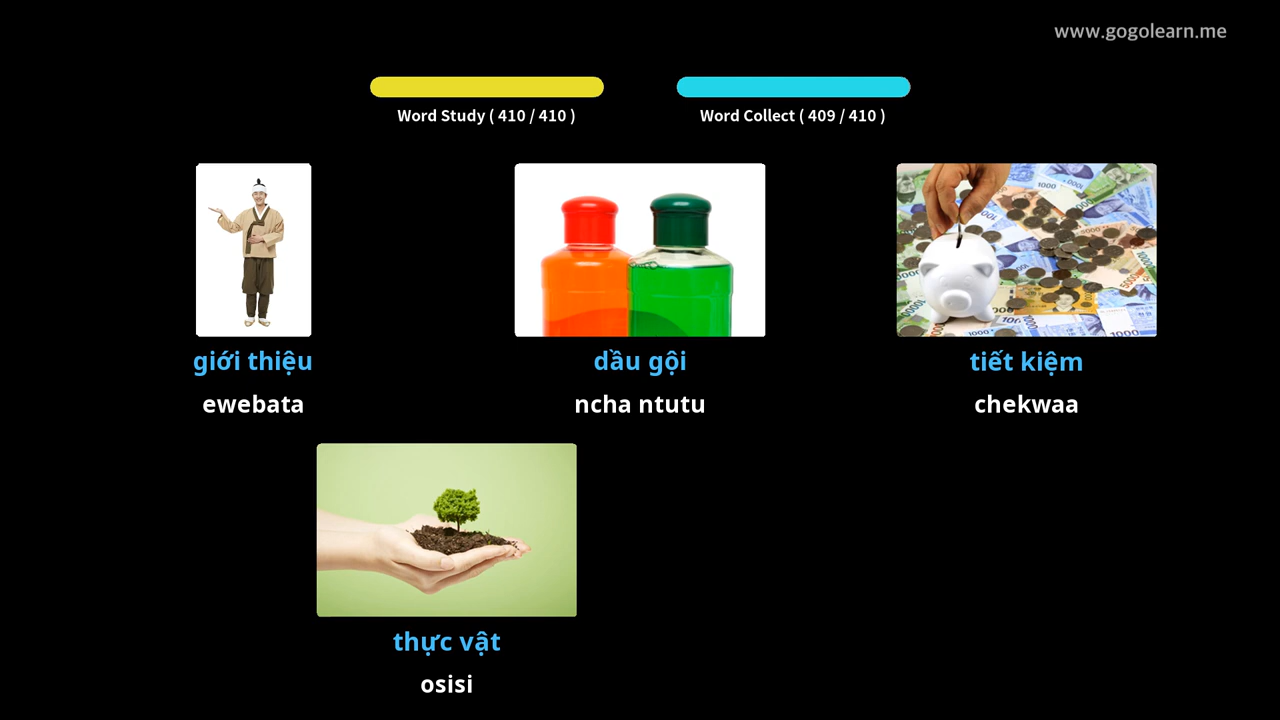 www.gogolearn.me
Word Study ( 410 / 410 )
Word Collect ( 409 / 410 )
giới thiệu
dầu gội
tiết kiệm
ewebata
ncha ntutu
chekwaa
thực vật
osisi